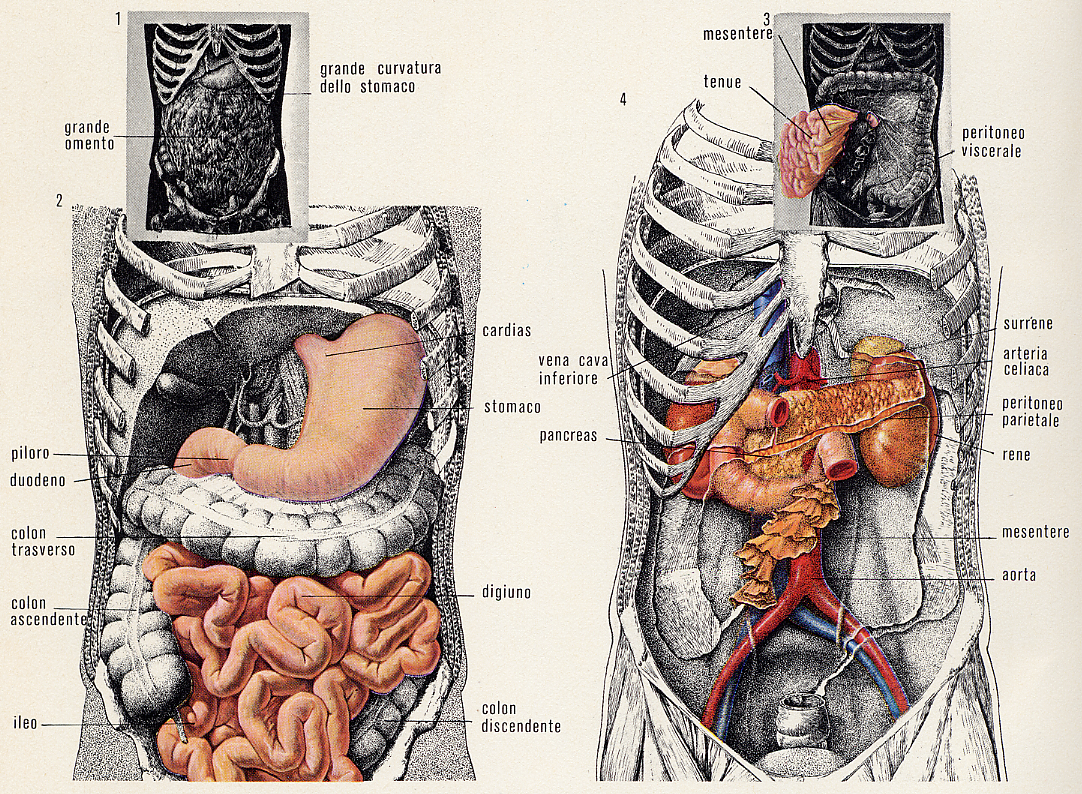 1
grande curvatura
dello stomaco
grande
omento
2
cardias
stomaco
piloro
duodeno
colon
trasverso
colon
ascendente
digiuno
ileo
colon
discendente
3
mesentere
tenue
peritoneo
viscerale
4
surrene
vena cava
inferiore
arteria
celiaca
peritoneo
parietale
pancreas
rene
mesentere
aorta